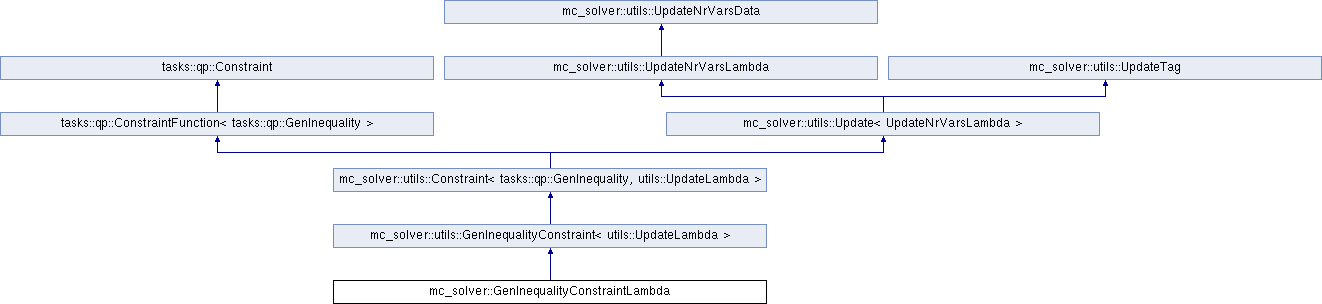 mc_solver::utils::UpdateNrVarsData
tasks::qp::Constraint
mc_solver::utils::UpdateNrVarsLambda
mc_solver::utils::UpdateTag
tasks::qp::ConstraintFunction< tasks::qp::GenInequality >
mc_solver::utils::Update< UpdateNrVarsLambda >
mc_solver::utils::Constraint< tasks::qp::GenInequality, utils::UpdateLambda >
mc_solver::utils::GenInequalityConstraint< utils::UpdateLambda >
mc_solver::GenInequalityConstraintLambda